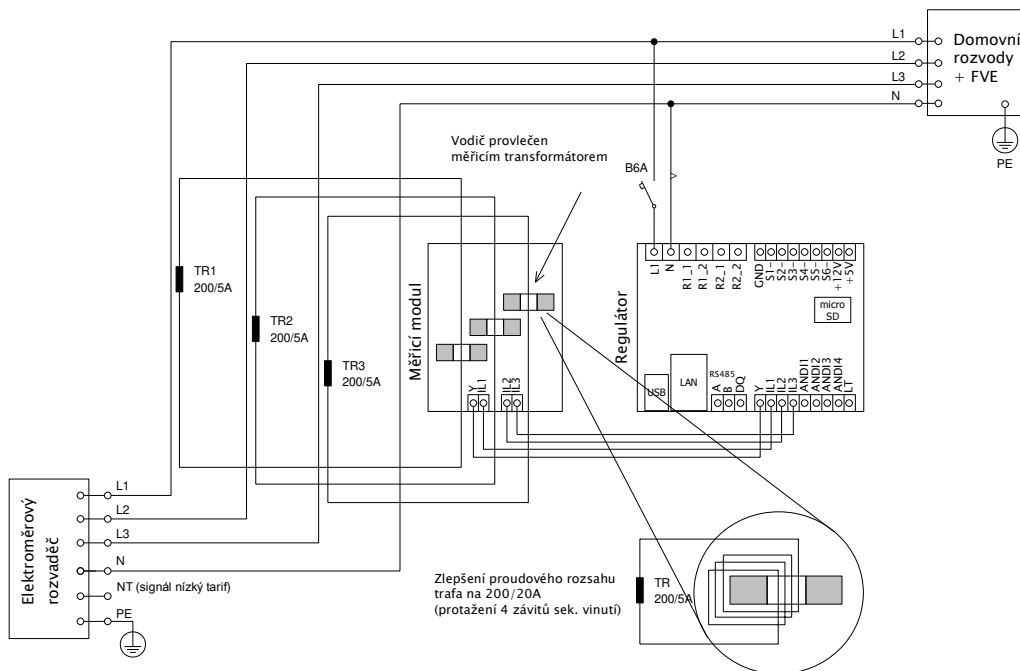 L1
L2
L3
N
Domovní
rozvody
+ FVE
PE
Vodič provlečen
měřicím transformátorem
B6A
TR1
200/5A
TR2
200/5A
TR3
200/5A
Měřicí modul
Y
IL1
IL2
IL3
Regulátor
L1
N
R1_1
R1_2
R2_1
R2_2
GND
S1-
S2-
S3-
S4-
S5-
S6-
+12V
+5V
micro
SD
USB
LAN
RS485
A
B
DQ
Y
IL1
IL2
IL3
ANDI1
ANDI2
ANDI3
ANDI4
LT
Elektroměrový
rozvaděč
L1
L2
L3
N
NT (signál nízký tarif)
PE
Zlepšení proudového rozsahu
trafa na 200/20A
(protažení 4 závitů sek. vinutí)
TR
200/5A